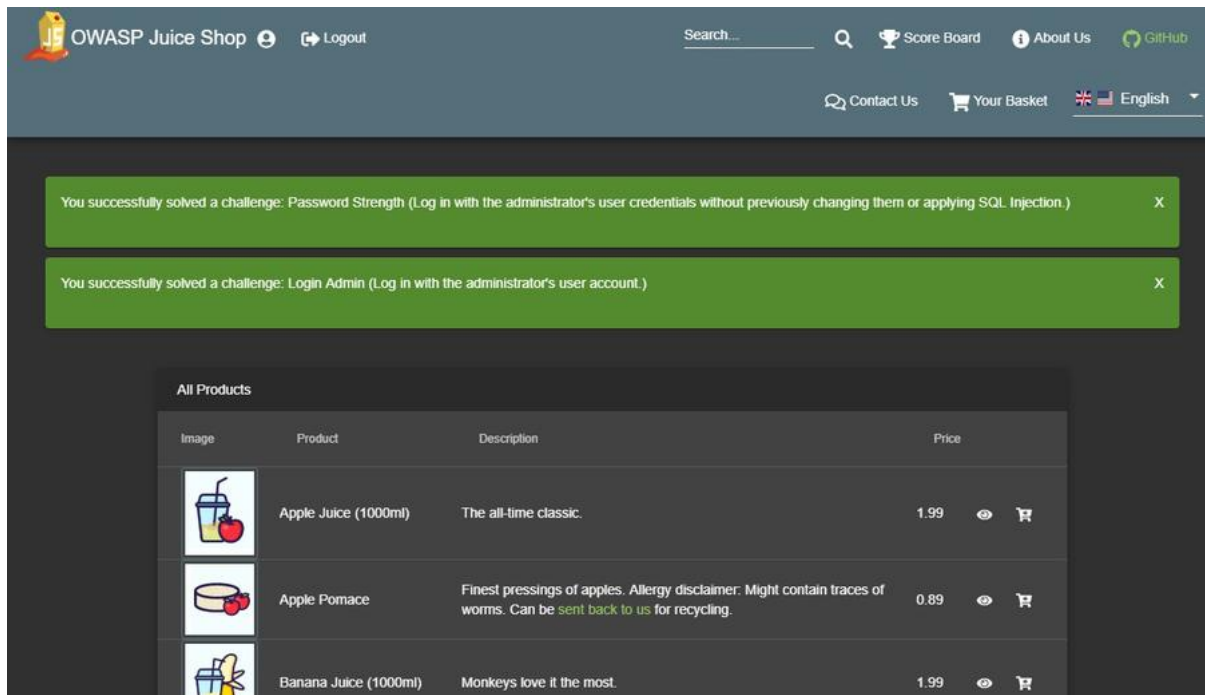 OWASP Juice Shop Logout Search... Score Board About Us GitHub
Contact Us Your Basket English
You successfully solved a challenge: Password Strength (Log in with the administrator's user credentials without previously changing them or applying SQL Injection.) X
You successfully solved a challenge: Login Admin (Log in with the administrator's user account.) X
All Products
Image Product Description Price
Apple Juice (1000ml) The all-time classic. 1.99
Finest pressings of apples. Allergy disclaimer: Might contain traces of
Apple Pomace worms. Can be sent back to us for recycling. 0.89
Banana Juice (1000ml) Monkeys love it the most. 1.99